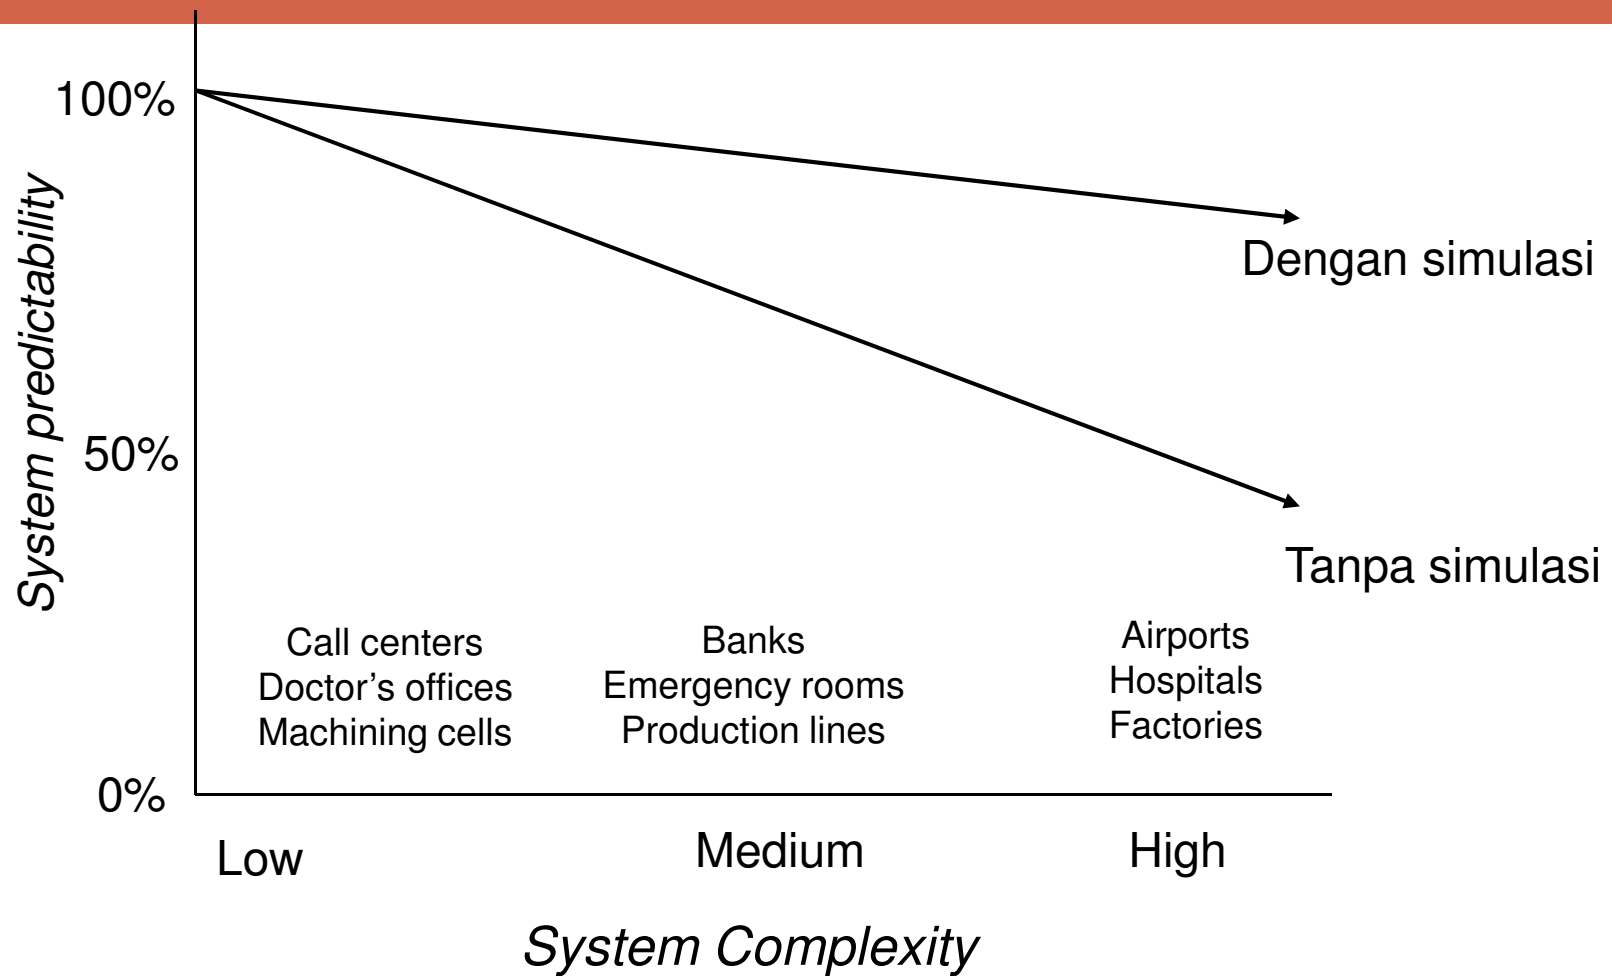 100%
System predictability
Dengan simulasi
50%
Tanpa simulasi
Call centers
Doctor’s offices
Machining cells
Banks
Emergency rooms
Production lines
Airports
Hospitals
Factories
0%
Low
Medium
High
System Complexity